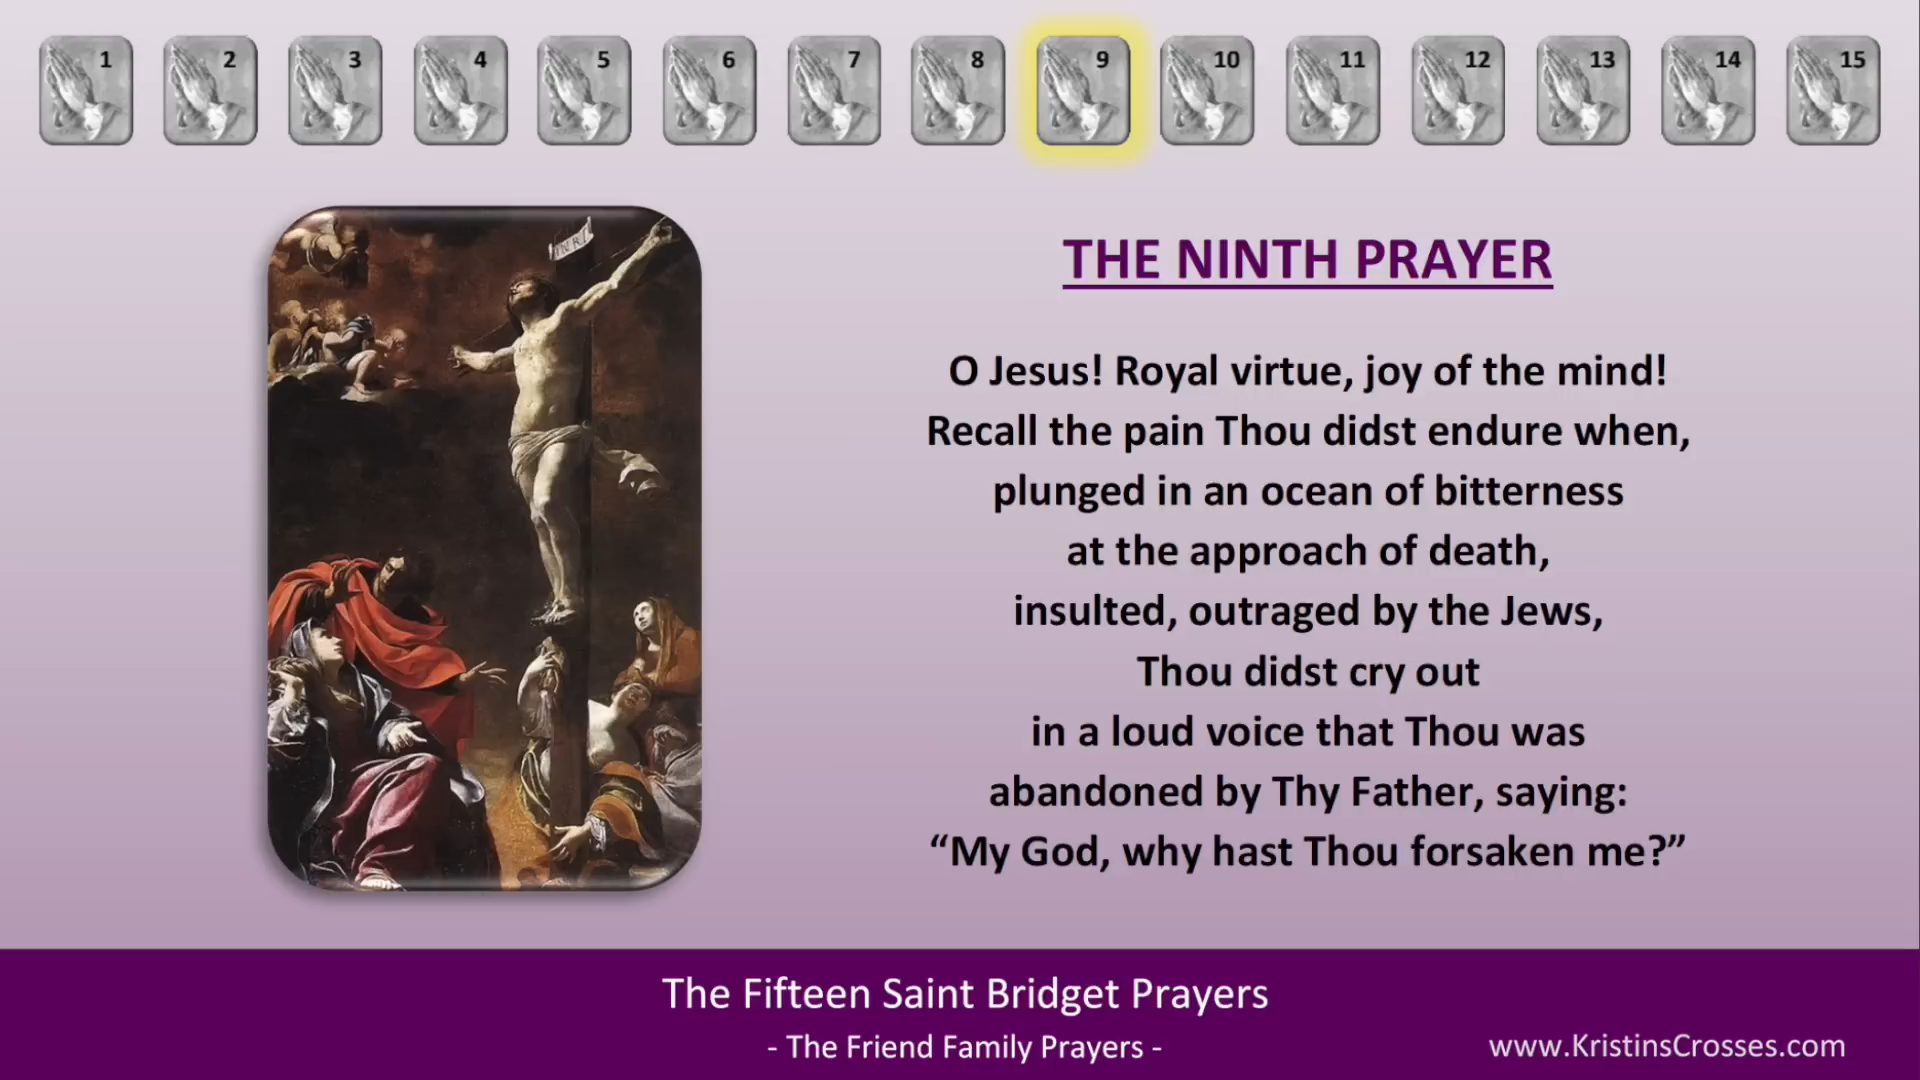 1 2 3 4 5 6 7 8 9 10 11 12 13 14 15
INRI
THE NINTH PRAYER
O Jesus! Royal virtue, joy of the mind!
Recall the pain Thou didst endure when,
plunged in an ocean of bitterness
at the approach of death,
insulted, outraged by the Jews,
Thou didst cry out
in a loud voice that Thou was
abandoned by Thy Father, saying:
“My God, why hast Thou forsaken me?”
The Fifteen Saint Bridget Prayers
- The Friend Family Prayers -
www.KristinsCrosses.com